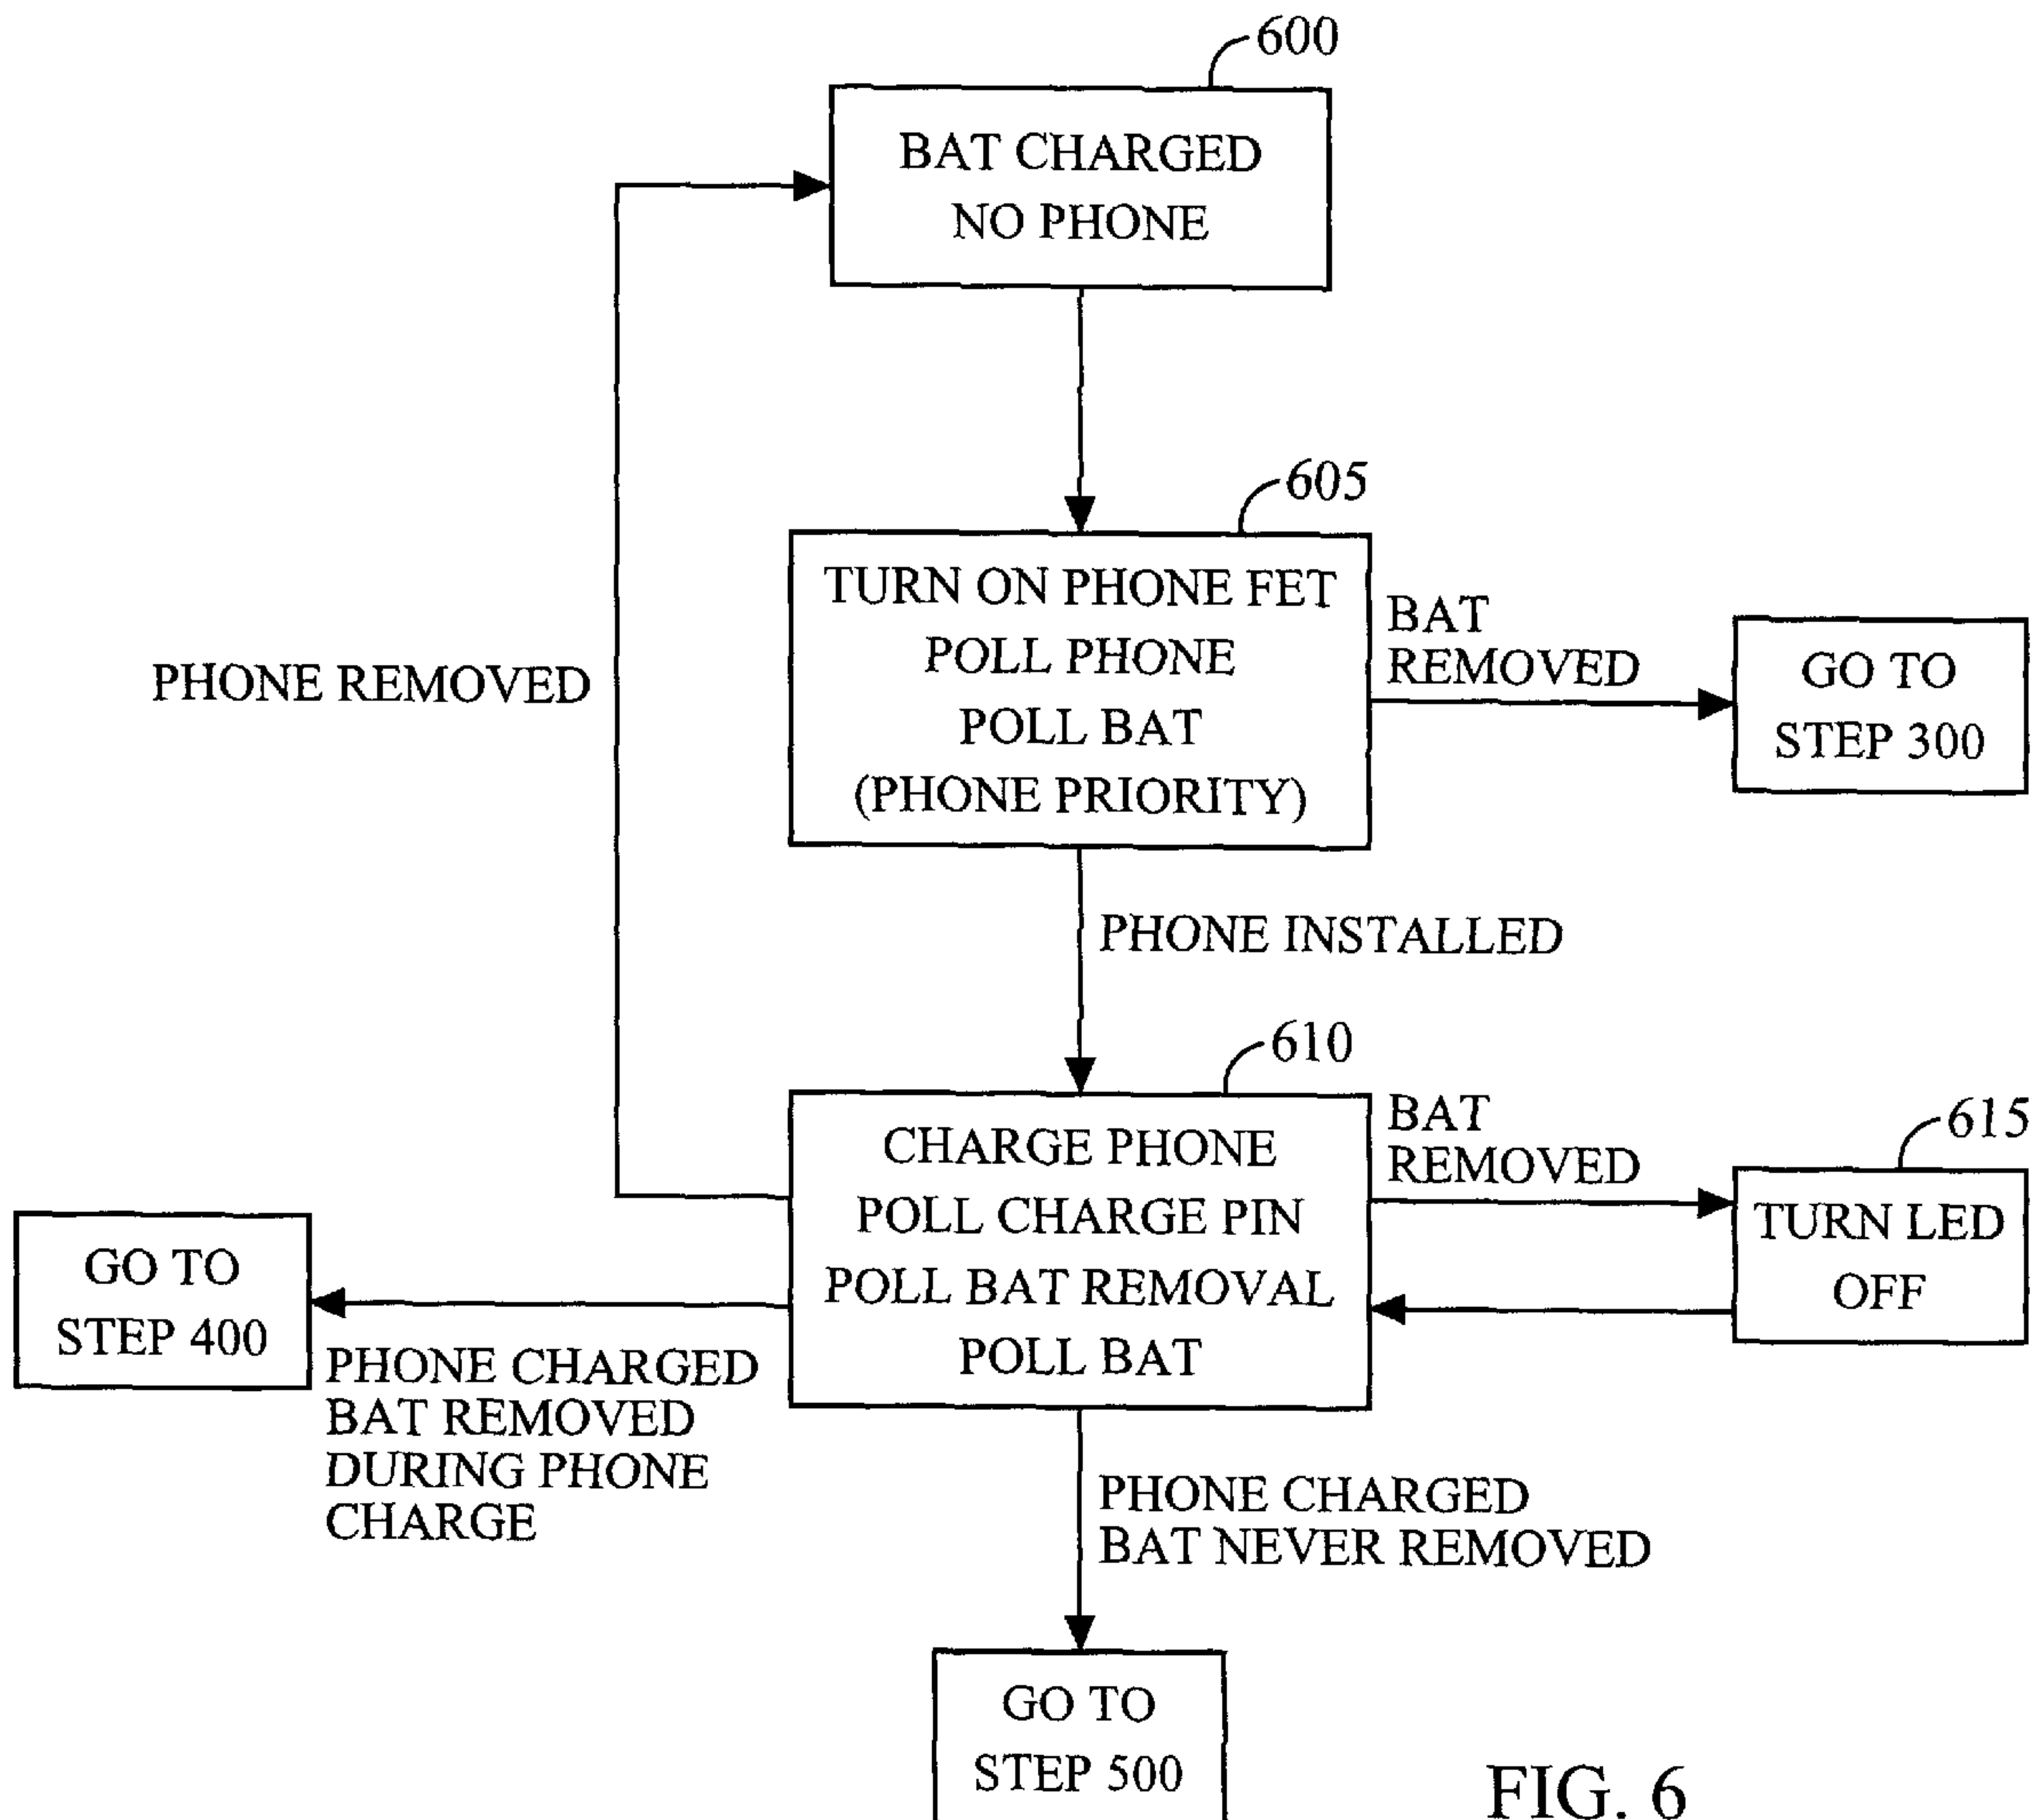 600
BAT CHARGED
NO PHONE
605
TURN ON PHONE FET
POLL PHONE
POLL BAT
(PHONE PRIORITY)
BAT
REMOVED
GO TO
STEP 300
PHONE REMOVED
PHONE INSTALLED
610
CHARGE PHONE
POLL CHARGE PIN
POLL BAT REMOVAL
POLL BAT
BAT
REMOVED
615
TURN LED
OFF
GO TO
STEP 400
PHONE CHARGED
BAT REMOVED
DURING PHONE
CHARGE
PHONE CHARGED
BAT NEVER REMOVED
GO TO
STEP 500
FIG. 6